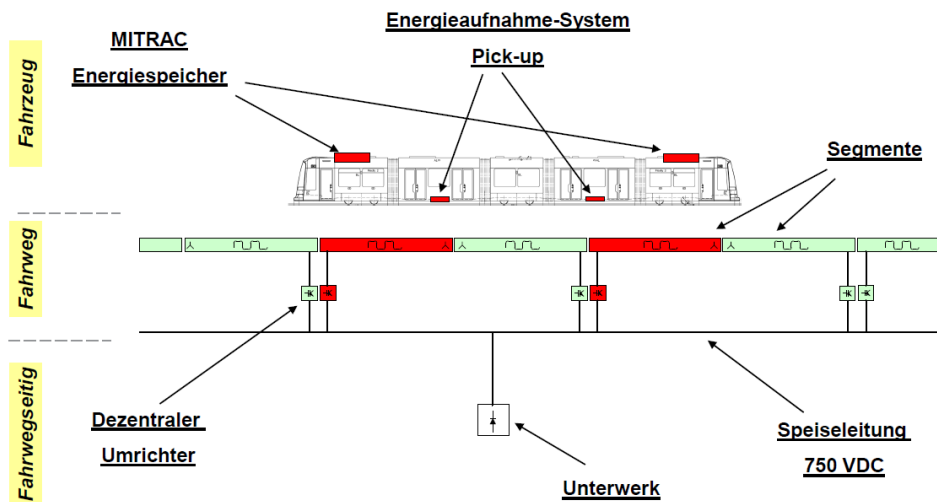 Energieaufnahme-System
Pick-up
MITRAC
Energiespeicher
Fahrzeug
Segmente
Fahrweg
Fahrwegseitig
Dezentraler
Umrichter
Unterwerk
Speiseleitung
750 VDC